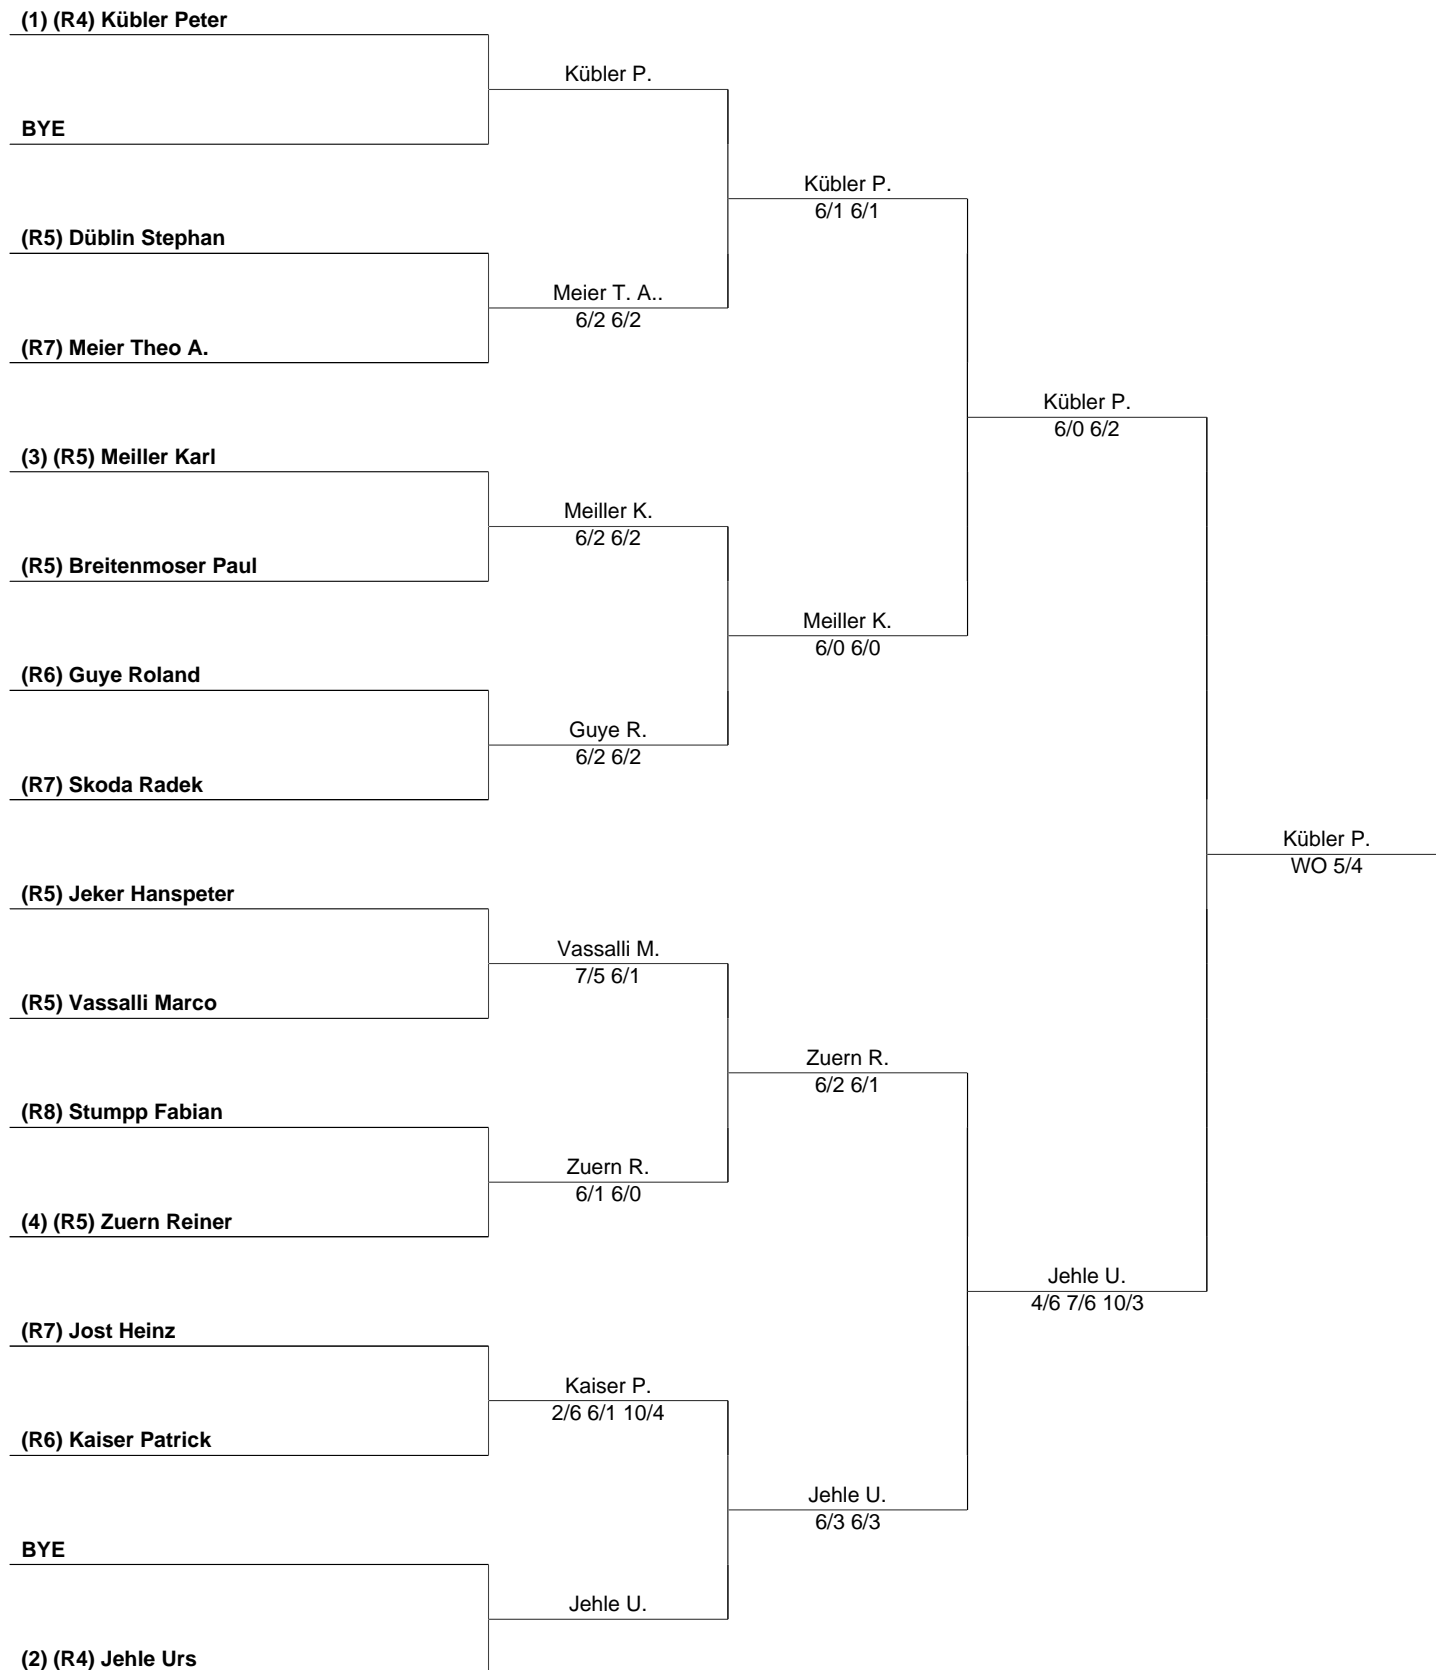 (1) (R4) Kübler Peter
Kübler P.
BYE
Kübler P.
6/1 6/1
(R5) Düblin Stephan
Meier T. A..
6/2 6/2
(R7) Meier Theo A.
Kübler P.
6/0 6/2
(3) (R5) Meiller Karl
Meiller K.
6/2 6/2
(R5) Breitenmoser Paul
Meiller K.
6/0 6/0
(R6) Guye Roland
Guye R.
6/2 6/2
(R7) Skoda Radek
Kübler P.
WO 5/4
(R5) Jeker Hanspeter
Vassalli M.
7/5 6/1
(R5) Vassalli Marco
Zuern R.
6/2 6/1
(R8) Stumpp Fabian
Zuern R.
6/1 6/0
(4) (R5) Zuern Reiner
Jehle U.
4/6 7/6 10/3
(R7) Jost Heinz
Kaiser P.
2/6 6/1 10/4
(R6) Kaiser Patrick
Jehle U.
6/3 6/3
BYE
Jehle U.
(2) (R4) Jehle Urs